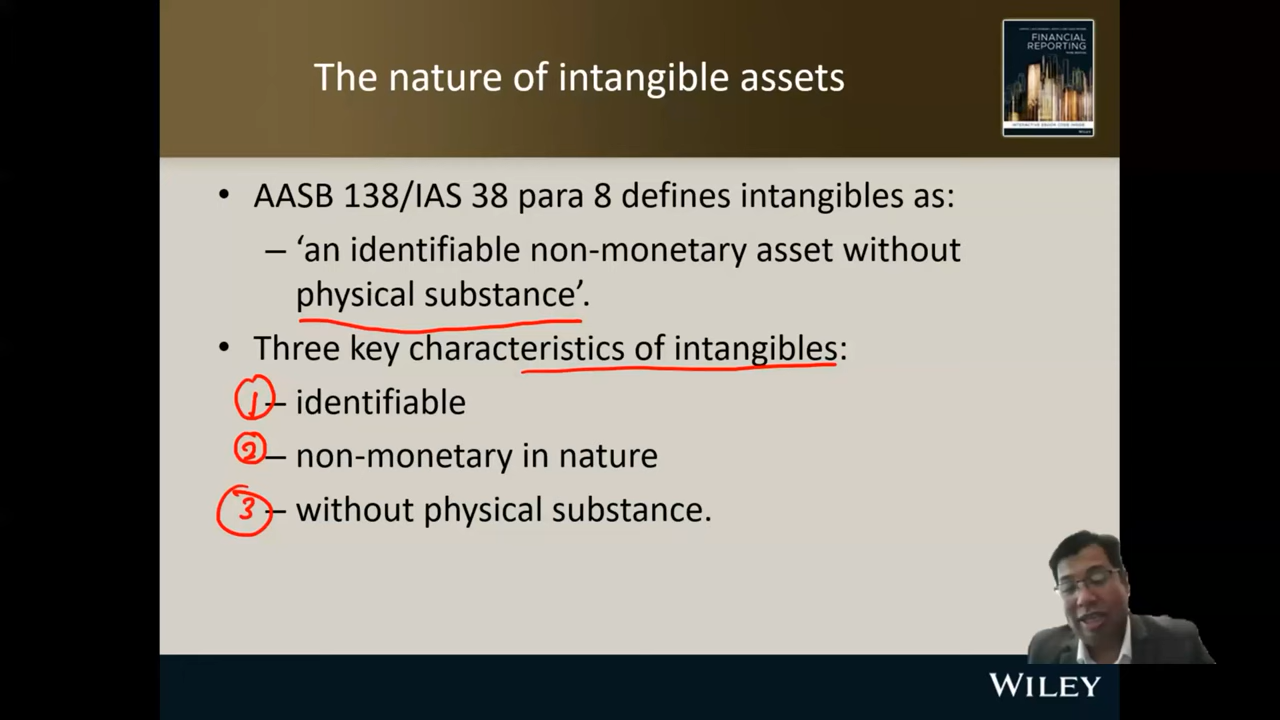 The nature of intangible assets
FINANCIAL
REPORTING
• AASB 138/IAS 38 para 8 defines intangibles as:
– ‘an identifiable non-monetary asset without
physical substance’.
• Three key characteristics of intangibles:
1 – identifiable
2 – non-monetary in nature
3 – without physical substance.
WILEY